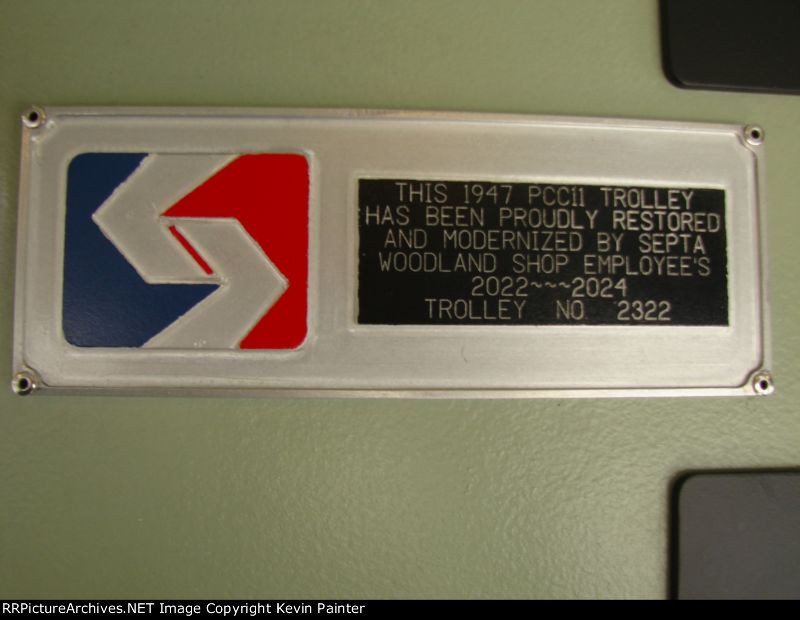 THIS 1947 PCC11 TROLLEY
HAS BEEN PROUDLY RESTORED
AND MODERNIZED BY SEPTA
WOODLAND SHOP EMPLOYEE'S
2022~~~2024
TROLLEY NO 2322
RRPictureArchives.NET Image Copyright Kevin Painter